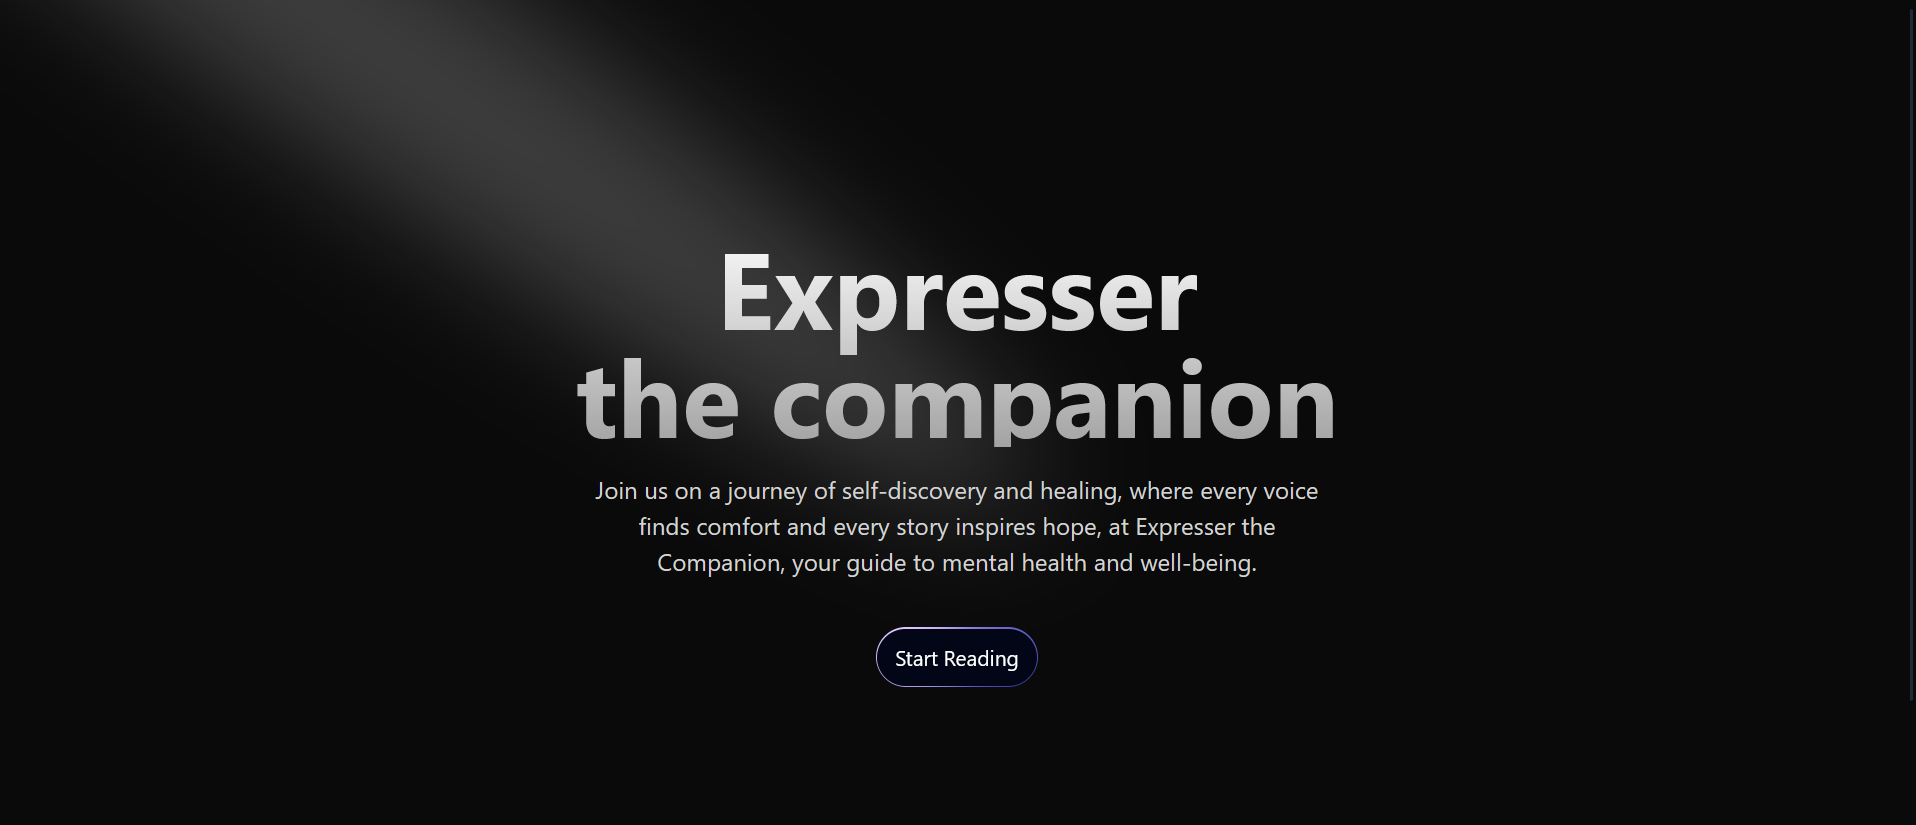 Expresser
the companion
Join us on a journey of self-discovery and healing, where every voice
finds comfort and every story inspires hope, at Expresser the
Companion, your guide to mental health and well-being.
Start Reading